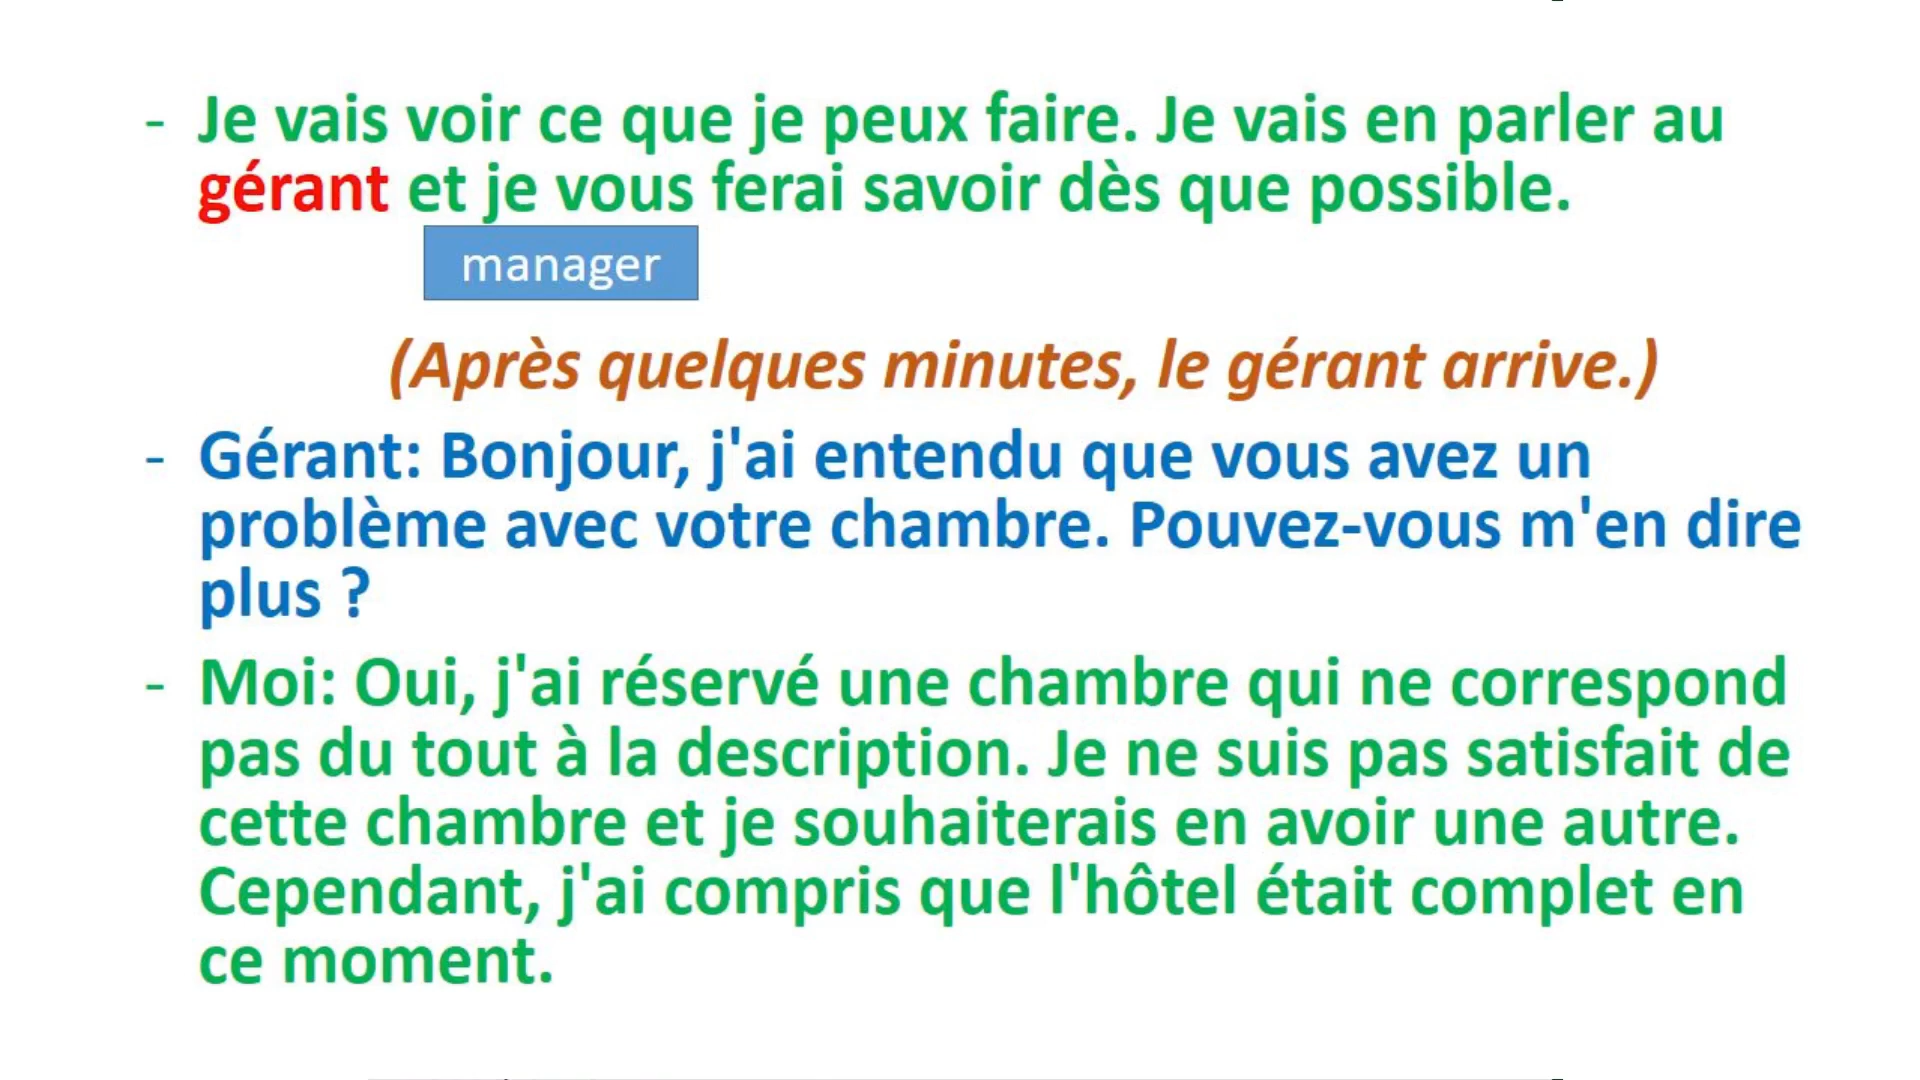 - Je vais voir ce que je peux faire. Je vais en parler au
gérant et je vous ferai savoir dès que possible.
manager
(Après quelques minutes, le gérant arrive.)
- Gérant: Bonjour, j'ai entendu que vous avez un
problème avec votre chambre. Pouvez-vous m'en dire
plus ?
- Moi: Oui, j'ai réservé une chambre qui ne correspond
pas du tout à la description. Je ne suis pas satisfait de
cette chambre et je souhaiterais en avoir une autre.
Cependant, j'ai compris que l'hôtel était complet en
ce moment.